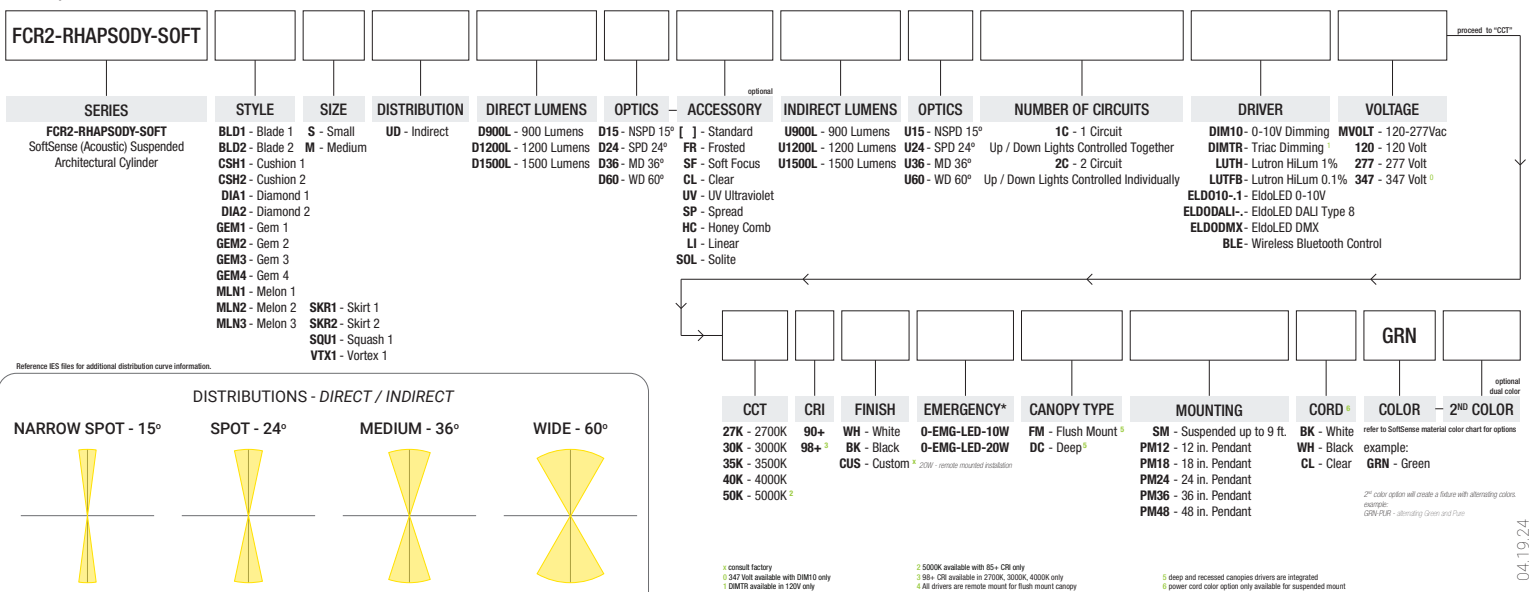 FCR2-RHAPSODY-SOFT
proceed to "CCT"
SERIES
FCR2-RHAPSODY-SOFT
SoftSense (Acoustic) Suspended
Architectural Cylinder
STYLE
BLD1 - Blade 1
BLD2 - Blade 2
CSH1 - Cushion 1
CSH2 - Cushion 2
DIA1 - Diamond 1
DIA2 - Diamond 2
GEM1 - Gem 1
GEM2 - Gem 2
GEM3 - Gem 3
GEM4 - Gem 4
MLN1 - Melon 1
MLN2 - Melon 2
MLN3 - Melon 3
SKR1 - Skirt 1
SKR2 - Skirt 2
SQU1 - Squash 1
VTX1 - Vortex 1
SIZE
S - Small
M - Medium
DISTRIBUTION
UD - Indirect
DIRECT LUMENS
D900L - 900 Lumens
D1200L - 1200 Lumens
D1500L - 1500 Lumens
OPTICS
D15 - NSPD 15º
D24 - SPD 24º
D36 - MD 36º
D60 - WD 60º
optional
ACCESSORY
[ ] - Standard
FR - Frosted
SF - Soft Focus
CL - Clear
UV - UV Ultraviolet
SP - Spread
HC - Honey Comb
LI - Linear
SOL - Solite
INDIRECT LUMENS
U900L - 900 Lumens
U1200L - 1200 Lumens
U1500L - 1500 Lumens
OPTICS
U15 - NSPD 15º
U24 - SPD 24º
U36 - MD 36º
U60 - WD 60º
NUMBER OF CIRCUITS
1C - 1 Circuit
Up / Down Lights Controlled Together
2C - 2 Circuit
Up / Down Lights Controlled Individually
DRIVER
DIM10 - 0-10V Dimming
DIMTR - Triac Dimming 1
LUTH - Lutron HiLum 1%
LUTFB - Lutron HiLum 0.1%
ELDO10-.1 - EldoLED 0-10V
ELDODALI-.- EldoLED DALI Type 8
ELDODMX - EldoLED DMX
BLE - Wireless Bluetooth Control
VOLTAGE
MVOLT - 120-277Vac
120 - 120 Volt
277 - 277 Volt
347 - 347 Volt 0
GRN
CCT
27K - 2700K
30K - 3000K
35K - 3500K
40K - 4000K
50K - 5000K 2
CRI
90+
98+ 3
FINISH
WH - White
BK - Black
CUS - Custom x
EMERGENCY*
0-EMG-LED-10W
0-EMG-LED-20W
20W - remote mounted installation
CANOPY TYPE
FM - Flush Mount 5
DC - Deep 5
MOUNTING
SM - Suspended up to 9 ft.
PM12 - 12 in. Pendant
PM18 - 18 in. Pendant
PM24 - 24 in. Pendant
PM36 - 36 in. Pendant
PM48 - 48 in. Pendant
CORD 6
BK - White
WH - Black
CL - Clear
optional
dual color
COLOR - 2ND COLOR
refer to SoftSense material color chart for options
example:
GRN - Green
2nd color option will create a fixture with alternating colors.
example:
GRN-PUR - alternating Green and Pure
Reference IES files for additional distribution curve information.
DISTRIBUTIONS - DIRECT / INDIRECT
NARROW SPOT - 15º
SPOT - 24º
MEDIUM - 36º
WIDE - 60º
x consult factory
0 347 Volt available with DIM10 only
1 DIMTR available in 120V only
2 5000K available with 85+ CRI only
3 98+ CRI available in 2700K, 3000K, 4000K only
4 All drivers are remote mount for flush mount canopy
5 deep and recessed canopies drivers are integrated
6 power cord color option only available for suspended mount
04.19.24